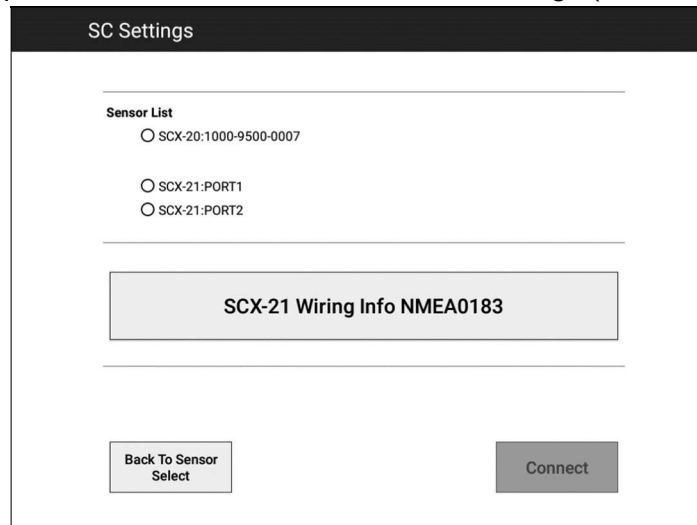 SC Settings
Sensor List
SCX-20:1000-9500-0007
SCX-21:PORT1
SCX-21:PORT2
SCX-21 Wiring Info NMEA0183
Back To Sensor
Select
Connect